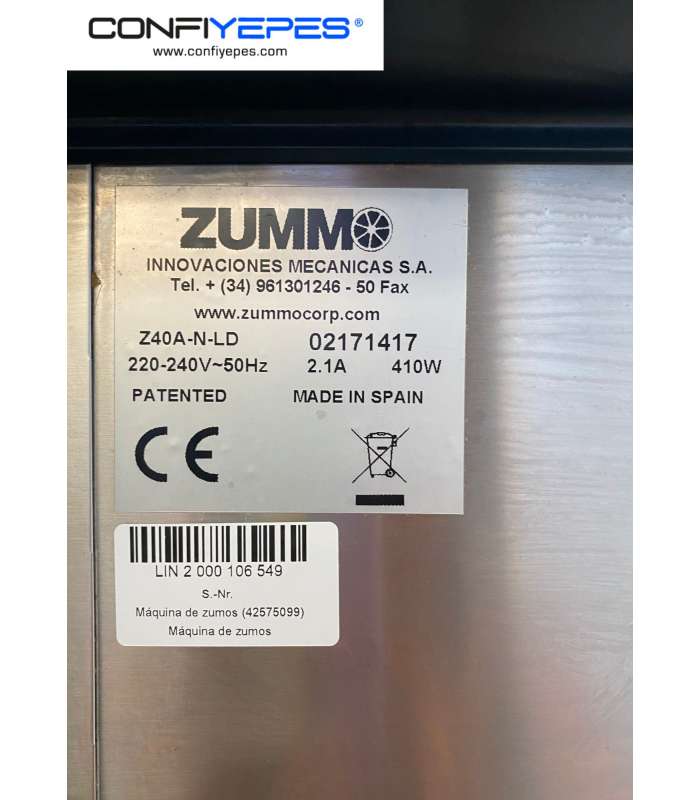 CONFIYEPES®
www.confiyepes.com
ZUMMO
INNOVACIONES MECANICAS S.A.
Tel. + (34) 961301246 - 50 Fax
www.zummocorp.com
Z40A-N-LD 02171417
220-240V~50Hz 2.1A 410W
PATENTED MADE IN SPAIN
CE
LIN 2 000 106 549
S.-Nr.
Máquina de zumos (42575099)
Máquina de zumos